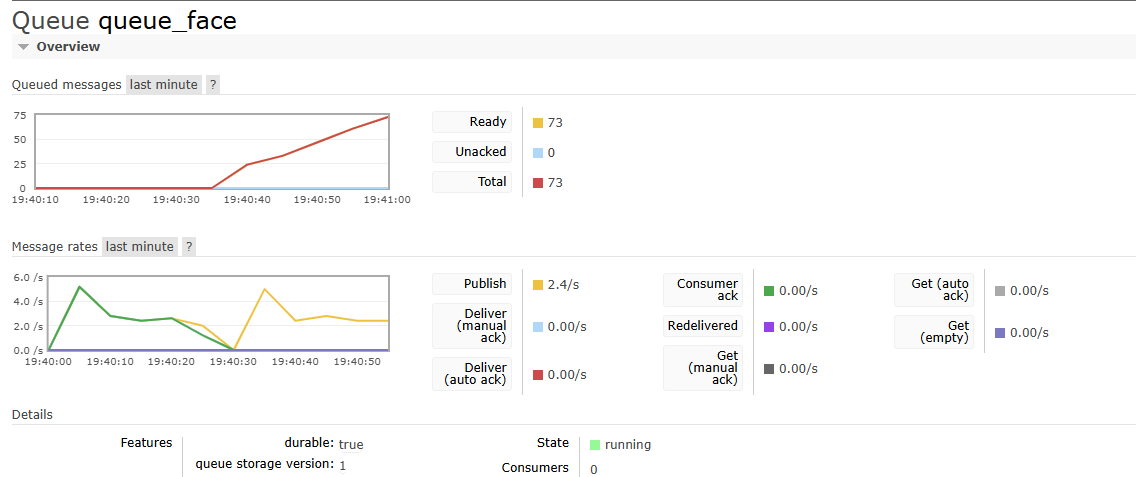 Queue queue_face
Overview
Queued messages last minute ?
75
50
25
0
19:40:10 19:40:20 19:40:30 19:40:40 19:40:50 19:41:00
Ready 73
Unacked 0
Total 73
Message rates last minute ?
6.0 /s
4.0 /s
2.0 /s
0.0 /s
19:40:00 19:40:10 19:40:20 19:40:30 19:40:40 19:40:50
Publish 2.4/s
Deliver
(manual 0.00/s
ack)
Deliver
(auto ack) 0.00/s
Consumer
ack 0.00/s
Redelivered 0.00/s
Get
(manual 0.00/s
ack)
Get (auto
ack) 0.00/s
Get
(empty) 0.00/s
Details
Features durable: true
queue storage version: 1
State running
Consumers 0